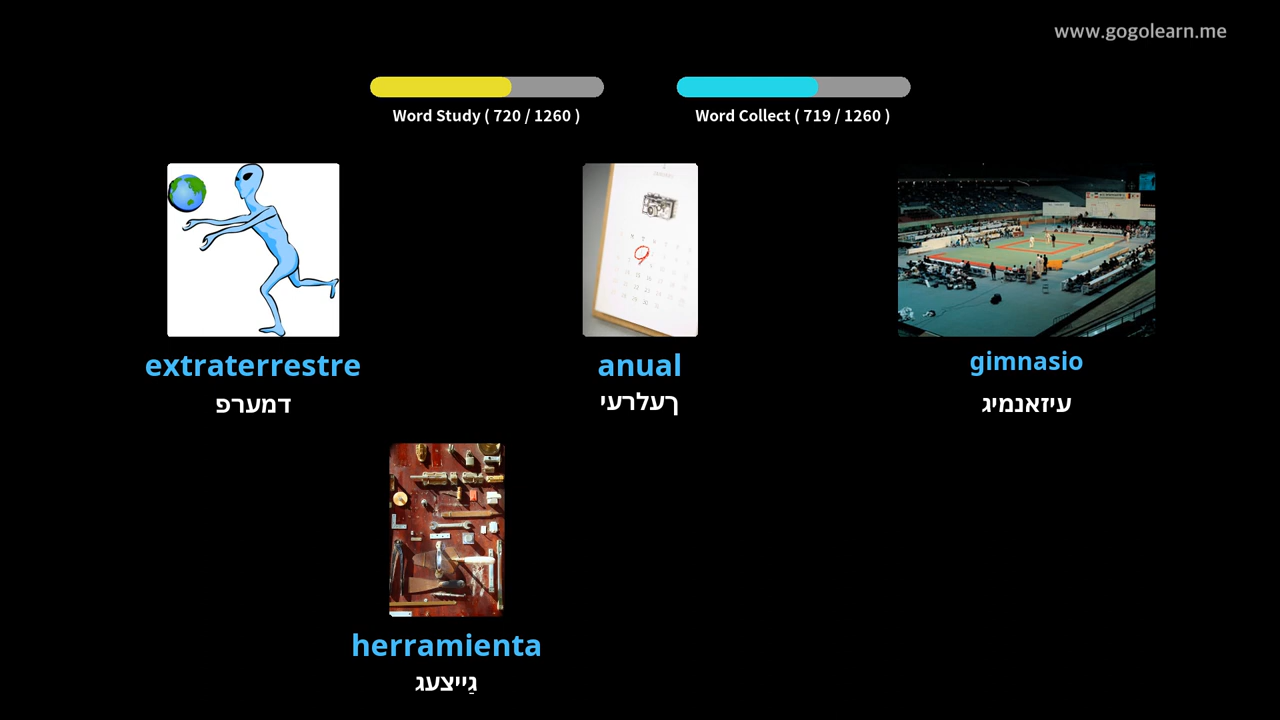 www.gogolearn.me
Word Study ( 720 / 1260 )
Word Collect ( 719 / 1260 )
extraterrestre
דמערפ
anual
ךעלרעי
gimnasio
עיזאנמיג
herramienta
גַייצעג